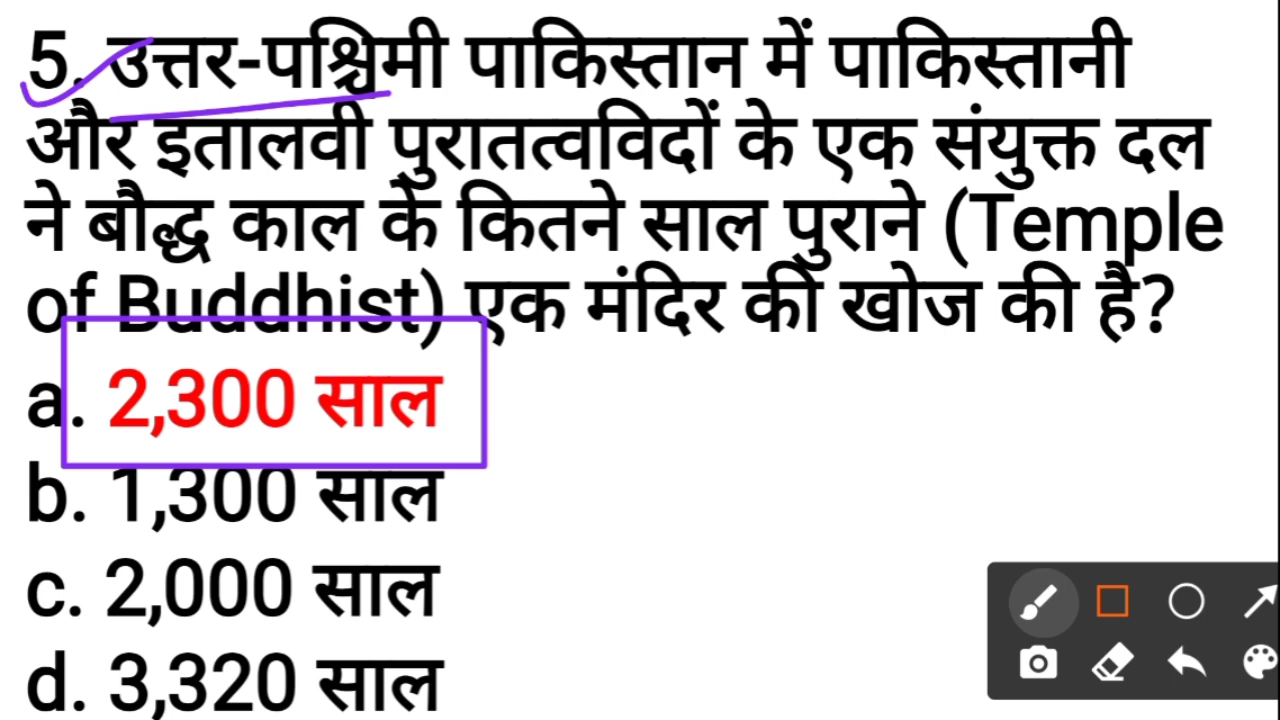 5. उत्तर-पश्चिमी पाकिस्तान में पाकिस्तानी
और इतालवी पुरातत्वविदों के एक संयुक्त दल
ने बौद्ध काल के कितने साल पुराने (Temple
of Buddhist) एक मंदिर की खोज की है?
a. 2,300 साल
b. 1,300 साल
c. 2,000 साल
d. 3,320 साल